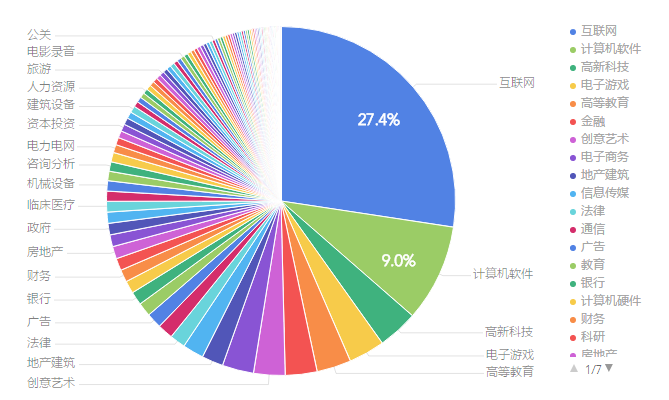 公关
电影录音
旅游
人力资源
建筑设备
资本投资
电力电网
咨询分析
机械设备
临床医疗
政府
房地产
财务
银行
广告
法律
地产建筑
创意艺术
27.4%
9.0%
互联网
计算机软件
高新科技
电子游戏
高等教育
互联网
计算机软件
高新科技
电子游戏
高等教育
金融
创意艺术
电子商务
地产建筑
信息传媒
法律
通信
广告
教育
银行
计算机硬件
财务
科研
房地产
1/7